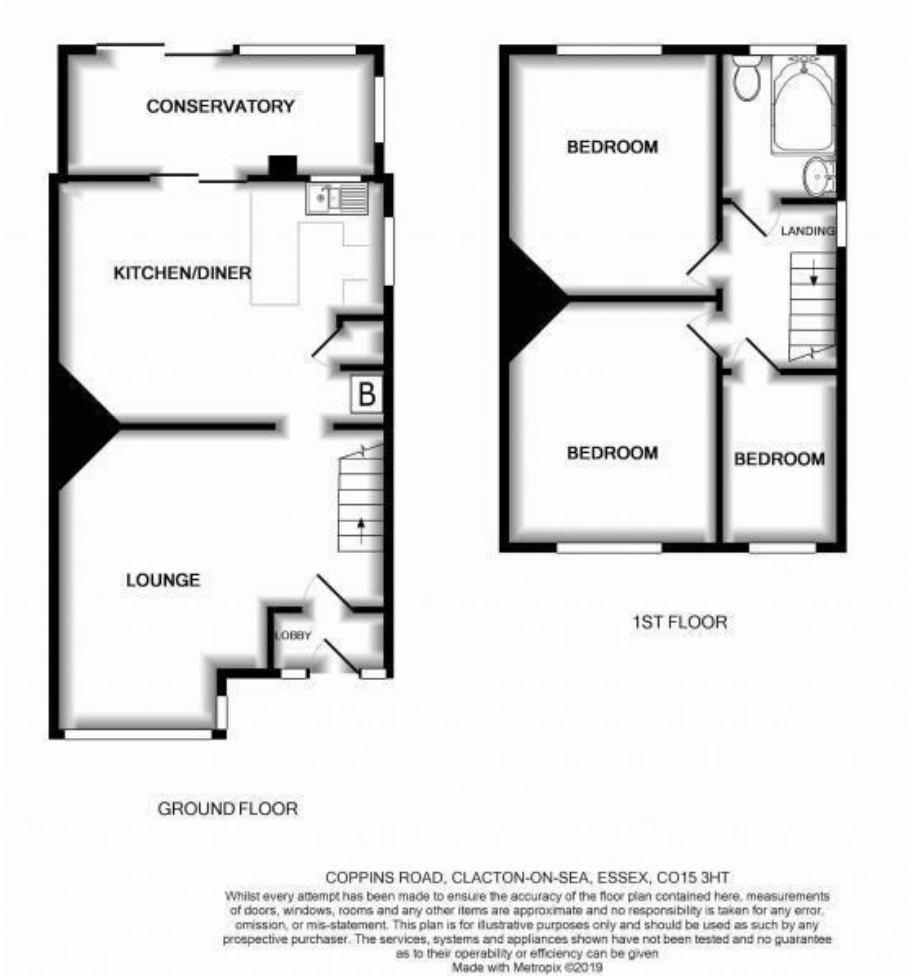 CONSERVATORY
KITCHEN/DINER
B
LOUNGE
LOBBY
GROUND FLOOR
BEDROOM
LANDING
BEDROOM
BEDROOM
1ST FLOOR
COPPINS ROAD, CLACTON-ON-SEA, ESSEX, CO15 3HT
Whilst every attempt has been made to ensure the accuracy of the floor plan contained here, measurements
of doors, windows, rooms and any other items are approximate and no responsibility is taken for any error,
omission, or mis-statement. This plan is for illustrative purposes only and should be used as such by any
prospective purchaser. The services, systems and appliances shown have not been tested and no guarantee
as to their operability or efficiency can be given
Made with Metropix ©2019